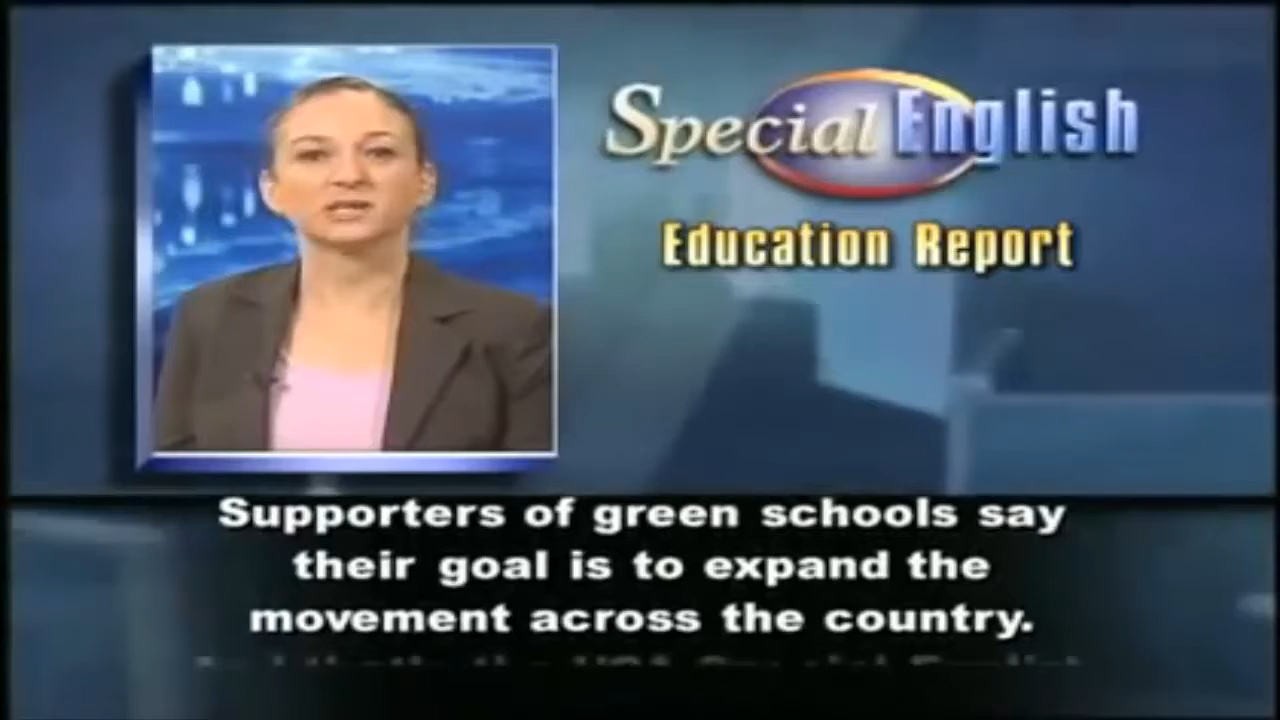 Special English
Education Report
Supporters of green schools say
their goal is to expand the
movement across the country.